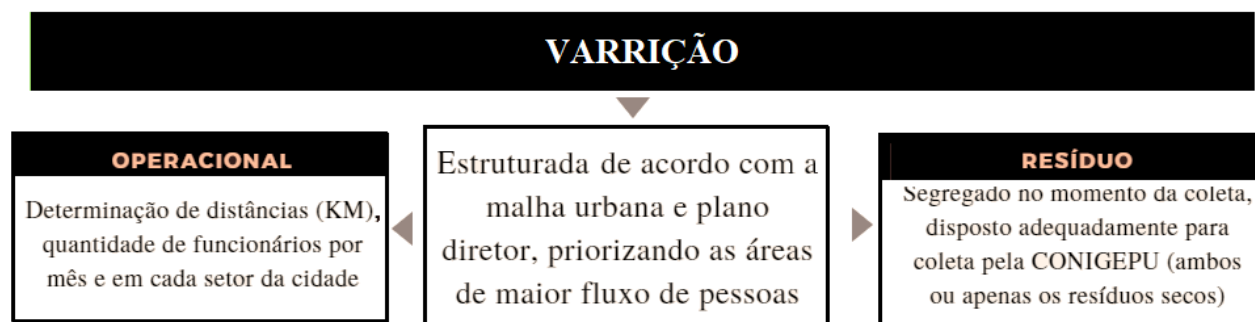 VARRIÇÃO
OPERACIONAL
Determinação de distâncias (KM),
quantidade de funcionários por
mês e em cada setor da cidade
Estruturada de acordo com a
malha urbana e plano
diretor, priorizando as áreas
de maior fluxo de pessoas
RESÍDUO
Segregado no momento da coleta,
disposto adequadamente para
coleta pela CONIGEPU (ambos
ou apenas os resíduos secos)